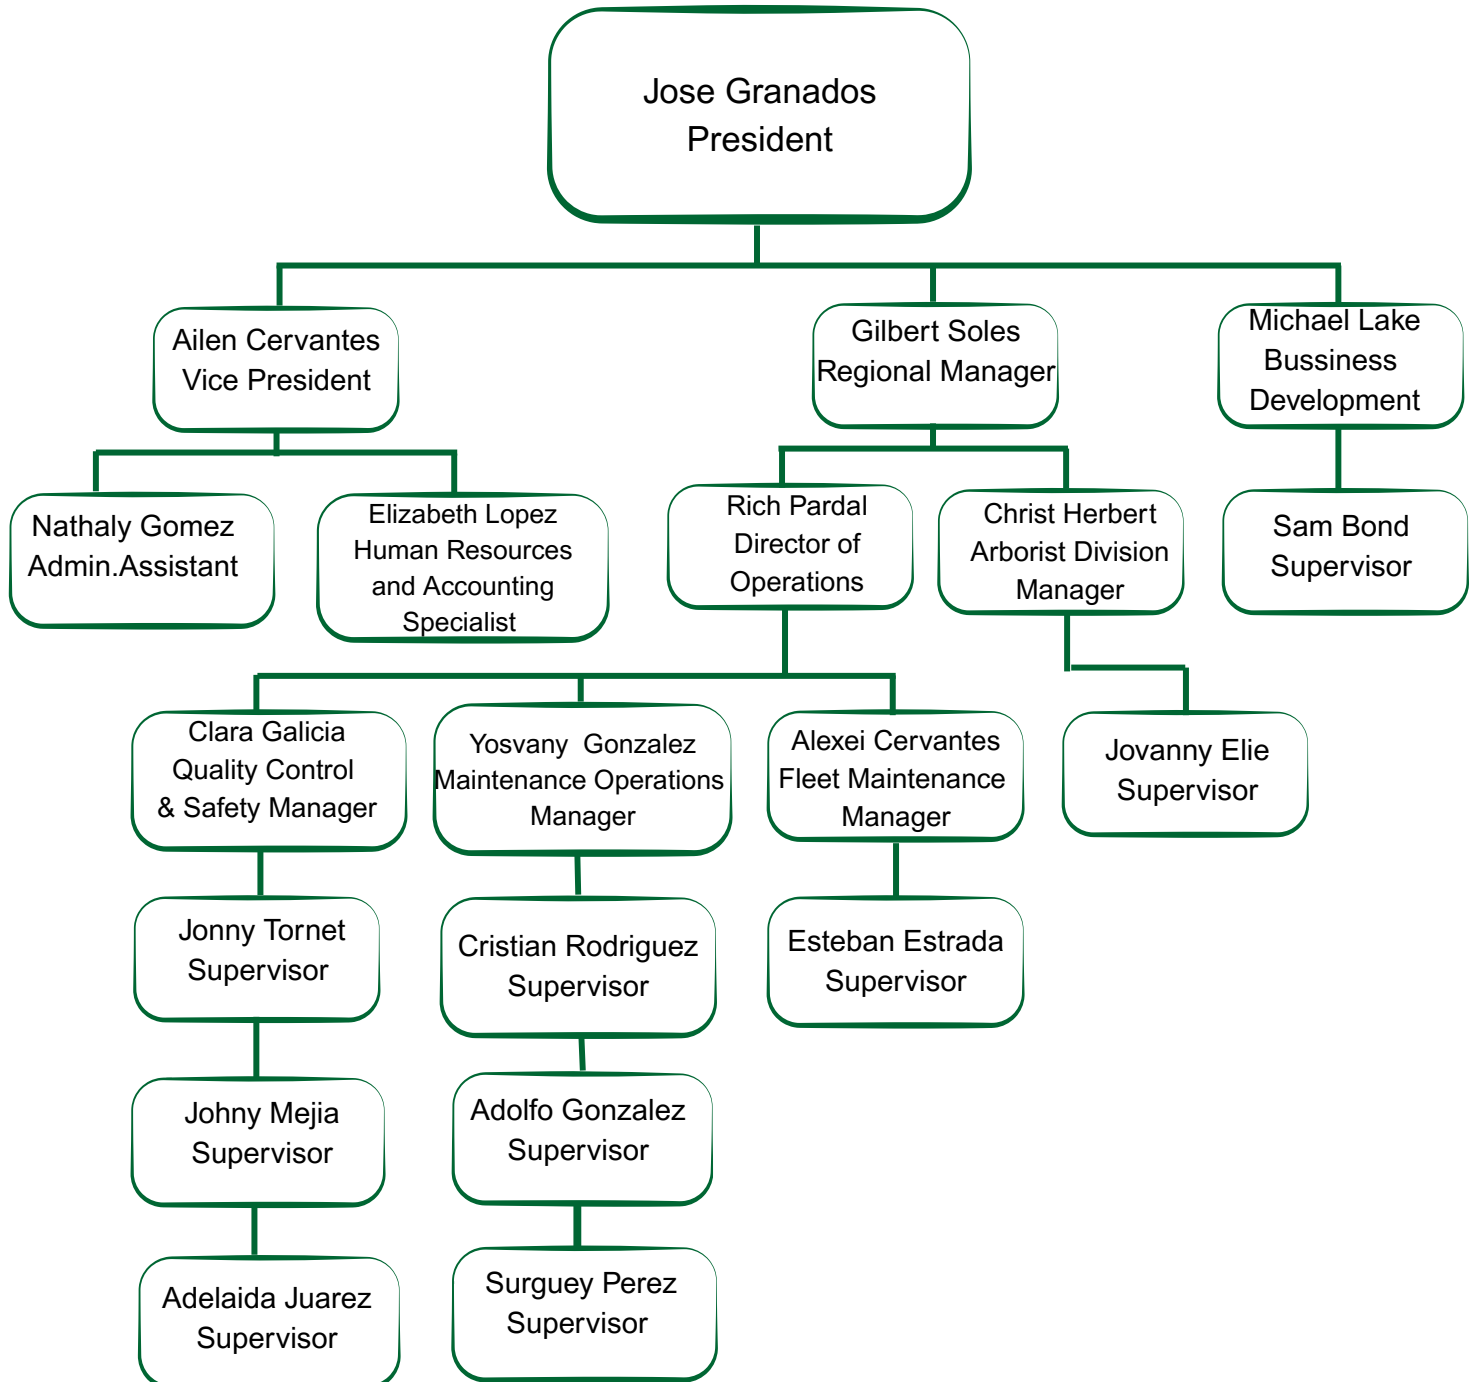 Jose Granados
President
Ailen Cervantes
Vice President
Gilbert Soles
Regional Manager
Michael Lake
Bussiness
Development
Nathaly Gomez
Admin.Assistant
Elizabeth Lopez
Human Resources
and Accounting
Specialist
Rich Pardal
Director of
Operations
Christ Herbert
Arborist Division
Manager
Sam Bond
Supervisor
Clara Galicia
Quality Control
& Safety Manager
Yosvany  Gonzalez
Maintenance Operations
Manager
Alexei Cervantes
Fleet Maintenance
Manager
Jovanny Elie
Supervisor
Jonny Tornet
Supervisor
Cristian Rodriguez
Supervisor
Esteban Estrada
Supervisor
Johny Mejia
Supervisor
Adolfo Gonzalez
Supervisor
Adelaida Juarez
Supervisor
Surguey Perez
Supervisor